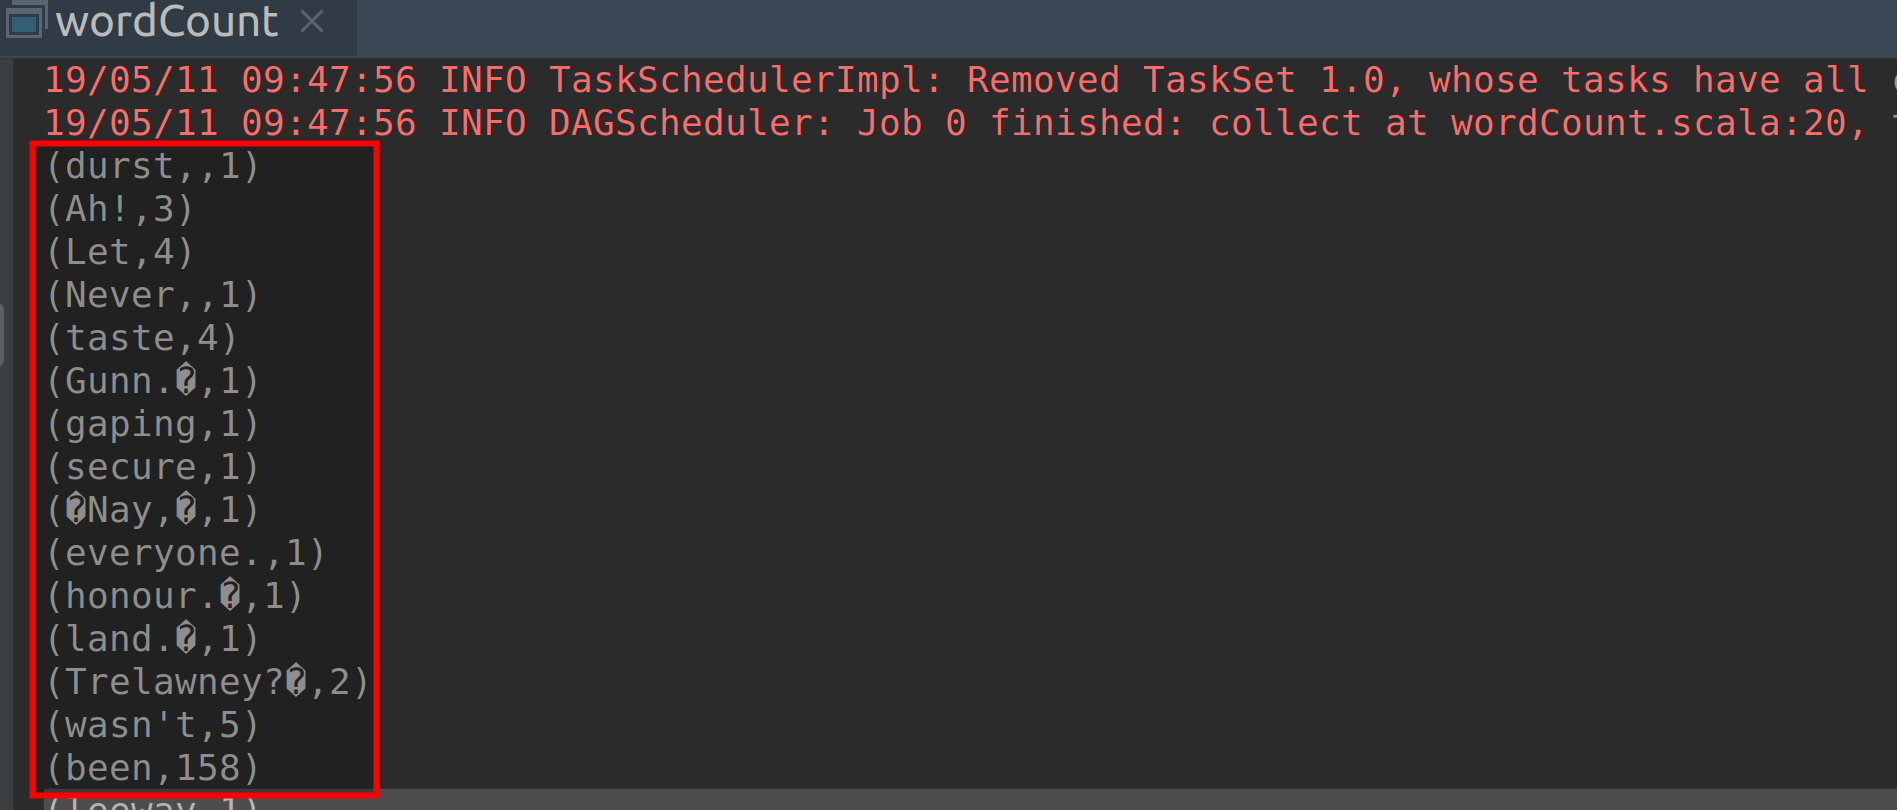 wordCount
19/05/11 09:47:56 INFO TaskSchedulerImpl: Removed TaskSet 1.0, whose tasks have all
19/05/11 09:47:56 INFO DAGScheduler: Job 0 finished: collect at wordCount.scala:20,
(durst,,1)
(Ah!,3)
(Let,4)
(Never,,1)
(taste,4)
(Gunn.�,1)
(gaping,1)
(secure,1)
(�Nay,�,1)
(everyone.,1)
(honour.�,1)
(land.�,1)
(Trelawney?�,2)
(wasn't,5)
(been,158)
(leeway,1)